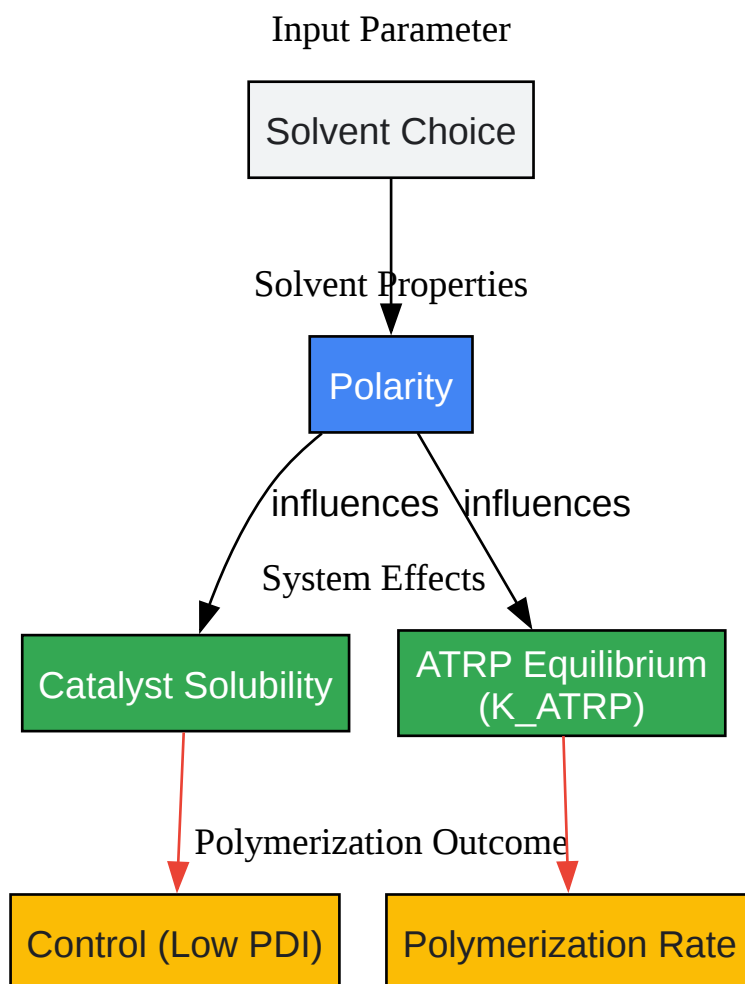 Input Parameter
Solvent Choice
Solvent Properties
Polarity
influences
influences
System Effects
Catalyst Solubility
ATRP Equilibrium
(K_ATRP)
Polymerization Outcome
Control (Low PDI)
Polymerization Rate